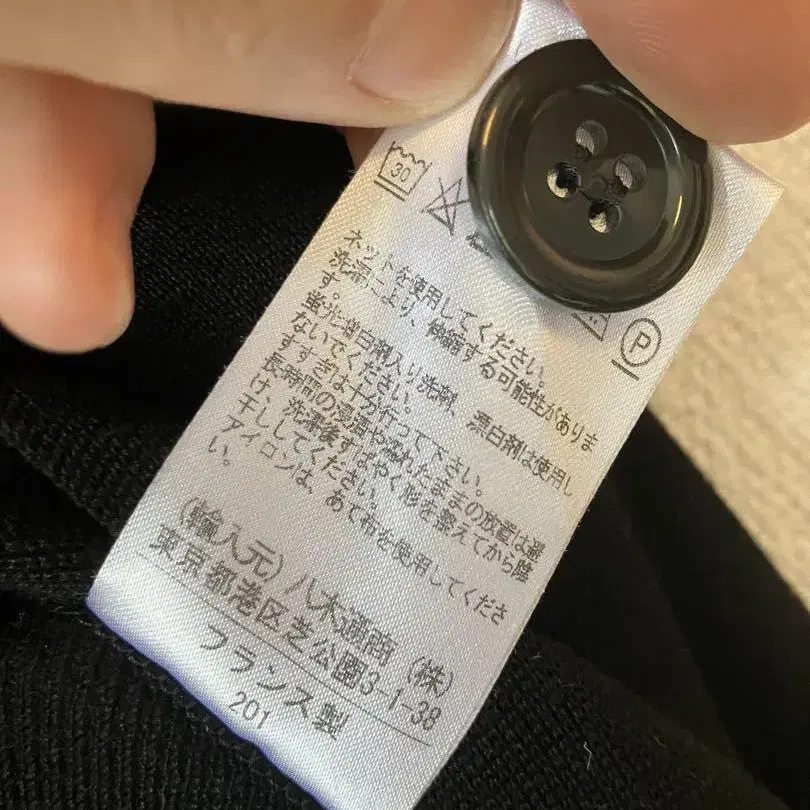 30
P
ネットを使用してください。
洗濯により、伸縮する可能性がありま
す。
蛍光増白剤入り洗剤、漂白剤は使用し
ないでください。
すすぎは十分行って下さい。
長時間の浸漬や濡れたままの放置は避
け、洗濯後すばやく形を整えてから陰
干ししてください。
アイロンは、あて布を使用してくださ
い。
(輸入元) 八木通商 (株)
東京都港区芝公園3-1-38
フランス製
201